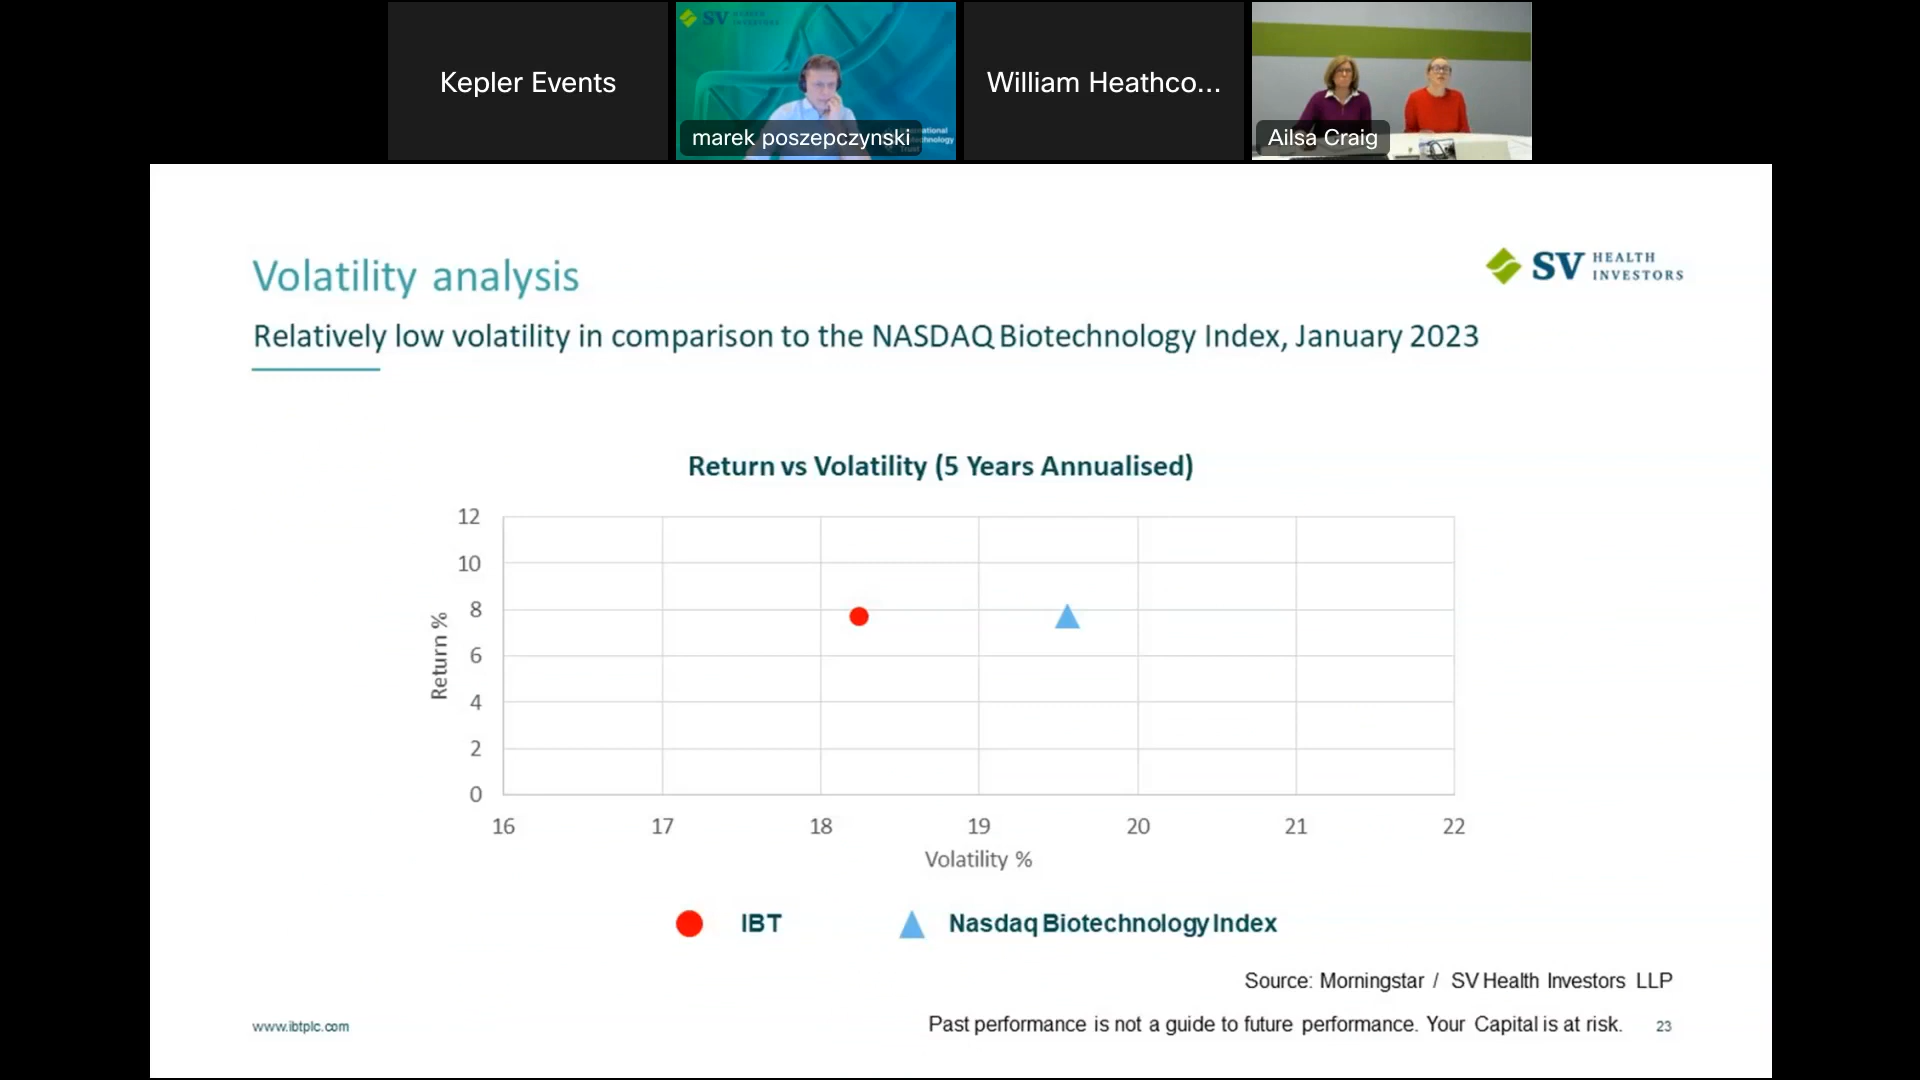 Kepler Events
SV HEALTH
INVESTORS
marek poszepczynski
William Heathco...
Ailsa Craig
Volatility analysis
SV HEALTH
INVESTORS
Relatively low volatility in comparison to the NASDAQ Biotechnology Index, January 2023
Return vs Volatility (5 Years Annualised)
12
10
8
6
4
2
0
Return %
16 17 18 19 20 21 22
Volatility %
IBT Nasdaq Biotechnology Index
Source: Morningstar / SV Health Investors LLP
www.ibtplc.com
Past performance is not a guide to future performance. Your Capital is at risk. 23